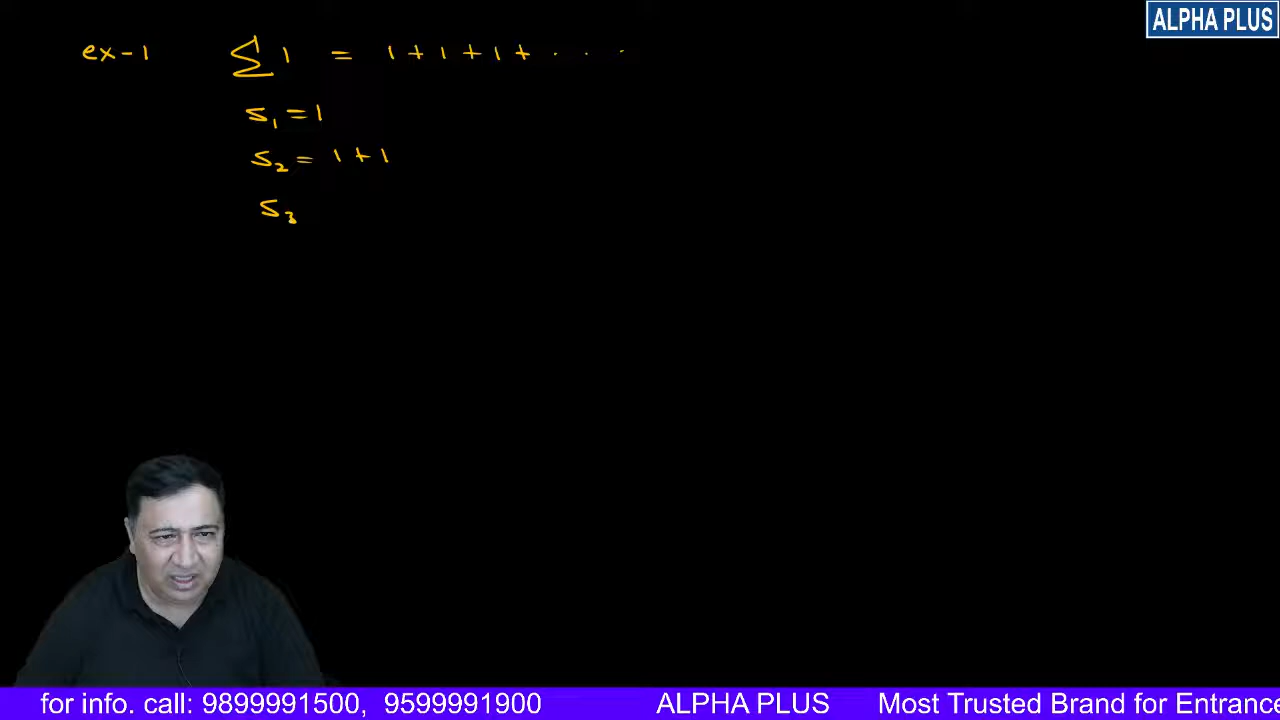 ALPHA PLUS
ex-1 ∑ 1 = 1 + 1 + 1 + . . . .
S₁ = 1
S₂ = 1 + 1
S₃
for info. call: 9899991500, 9599991900 ALPHA PLUS Most Trusted Brand for Entrance